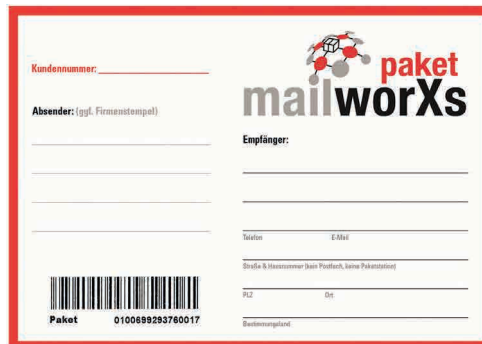 Kundennummer:
paket
mailworXs
Absender: (ggf. Firmenstempel)
Empfänger:
Telefon E-Mail
Straße & Hausnummer (kein Postfach, keine Paketstation)
PLZ Ort
Bestimmungsland
Paket 0100699293760017